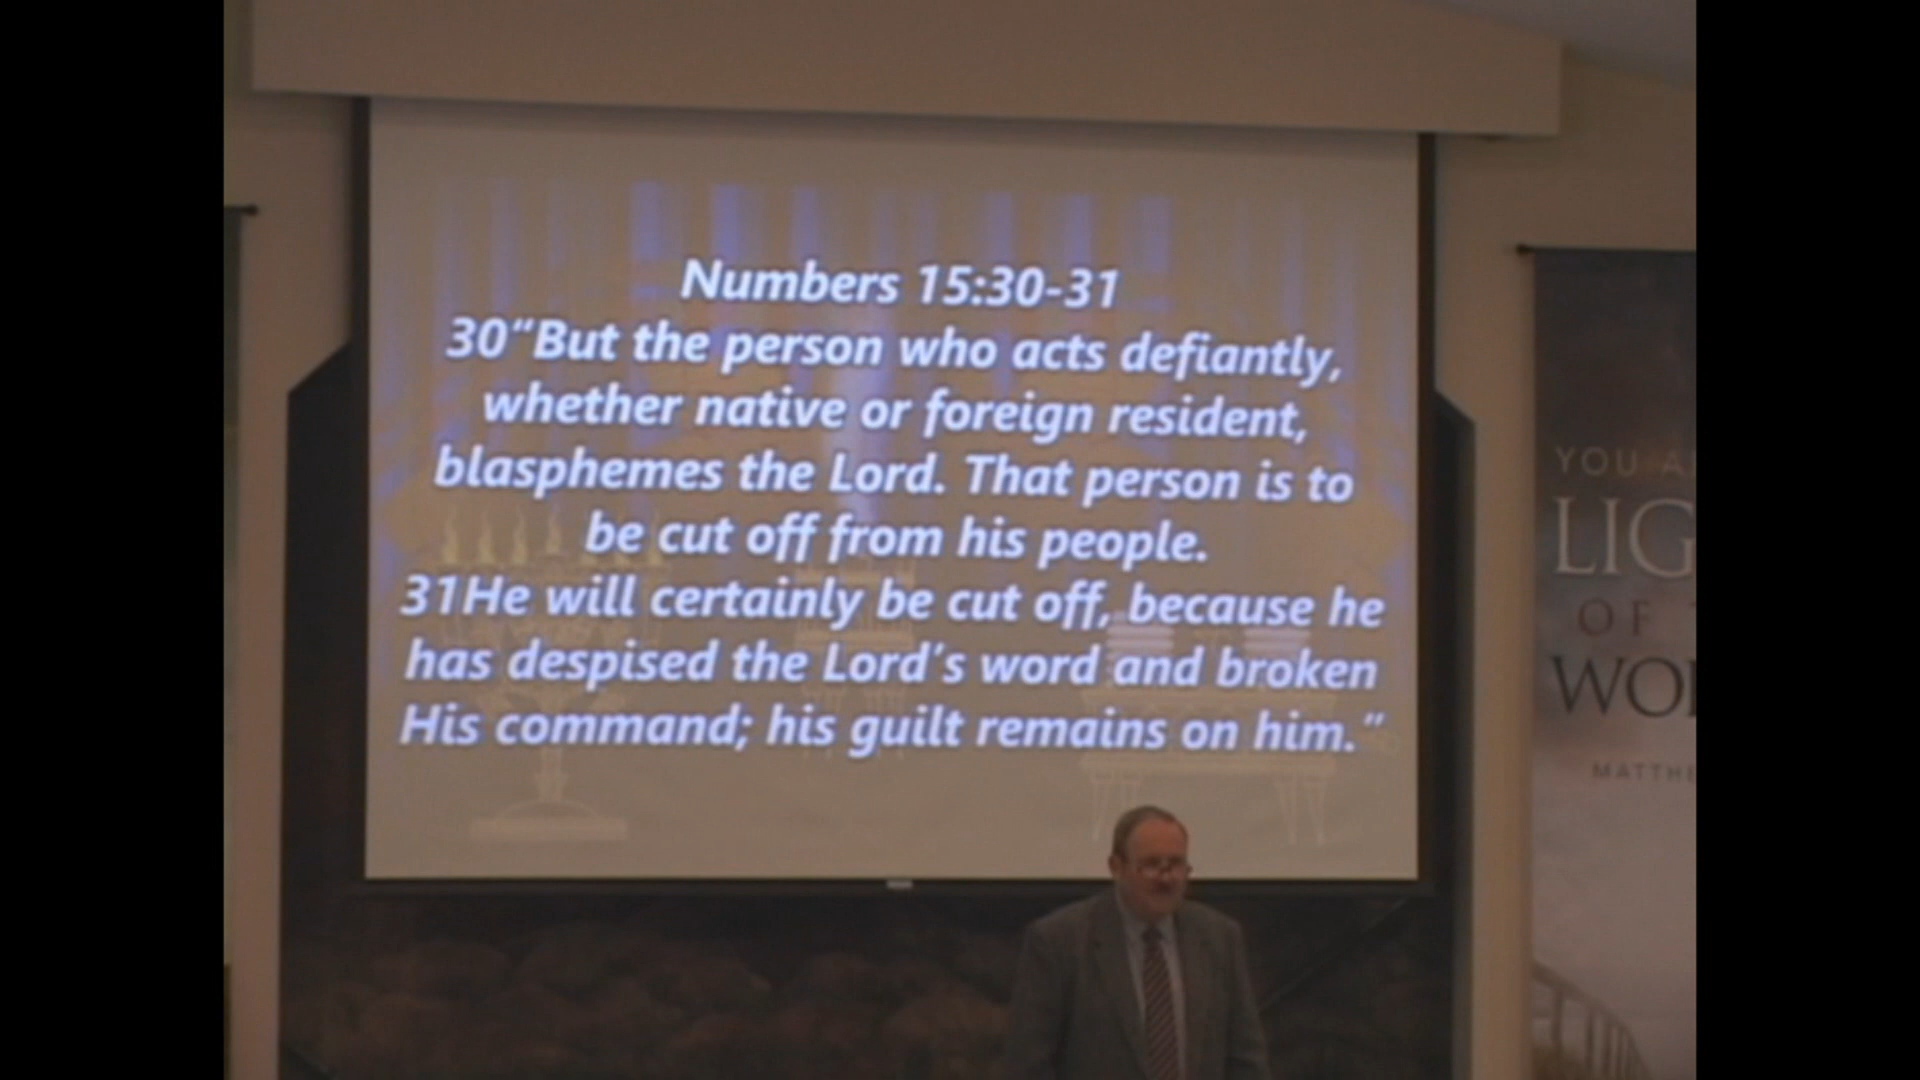 Numbers 15:30-31
30"But the person who acts defiantly,
whether native or foreign resident,
blasphemes the Lord. That person is to
be cut off from his people.
31He will certainly be cut off, because he
has despised the Lord's word and broken
His command; his guilt remains on him."
YOU A
LIG
OF
WO
MATTHE